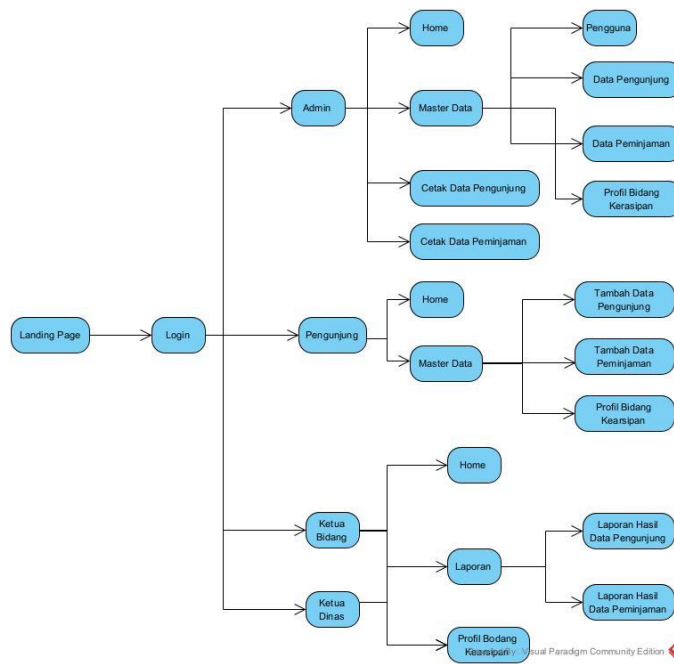 Home
Pengguna
Data Pengunjung
Admin
Master Data
Data Peminjaman
Cetak Data Pengunjung
Profil Bidang
Kerasipan
Cetak Data Peminjaman
Landing Page
Login
Pengunjung
Home
Master Data
Tambah Data
Pengunjung
Tambah Data
Peminjaman
Profil Bidang
Kearsipan
Home
Ketua
Bidang
Laporan
Laporan Hasil
Data Pengunjung
Ketua
Dinas
Laporan Hasil
Data Peminjaman
Profil Bodang
Kerasipan
By Visual Paradigm Community Edition